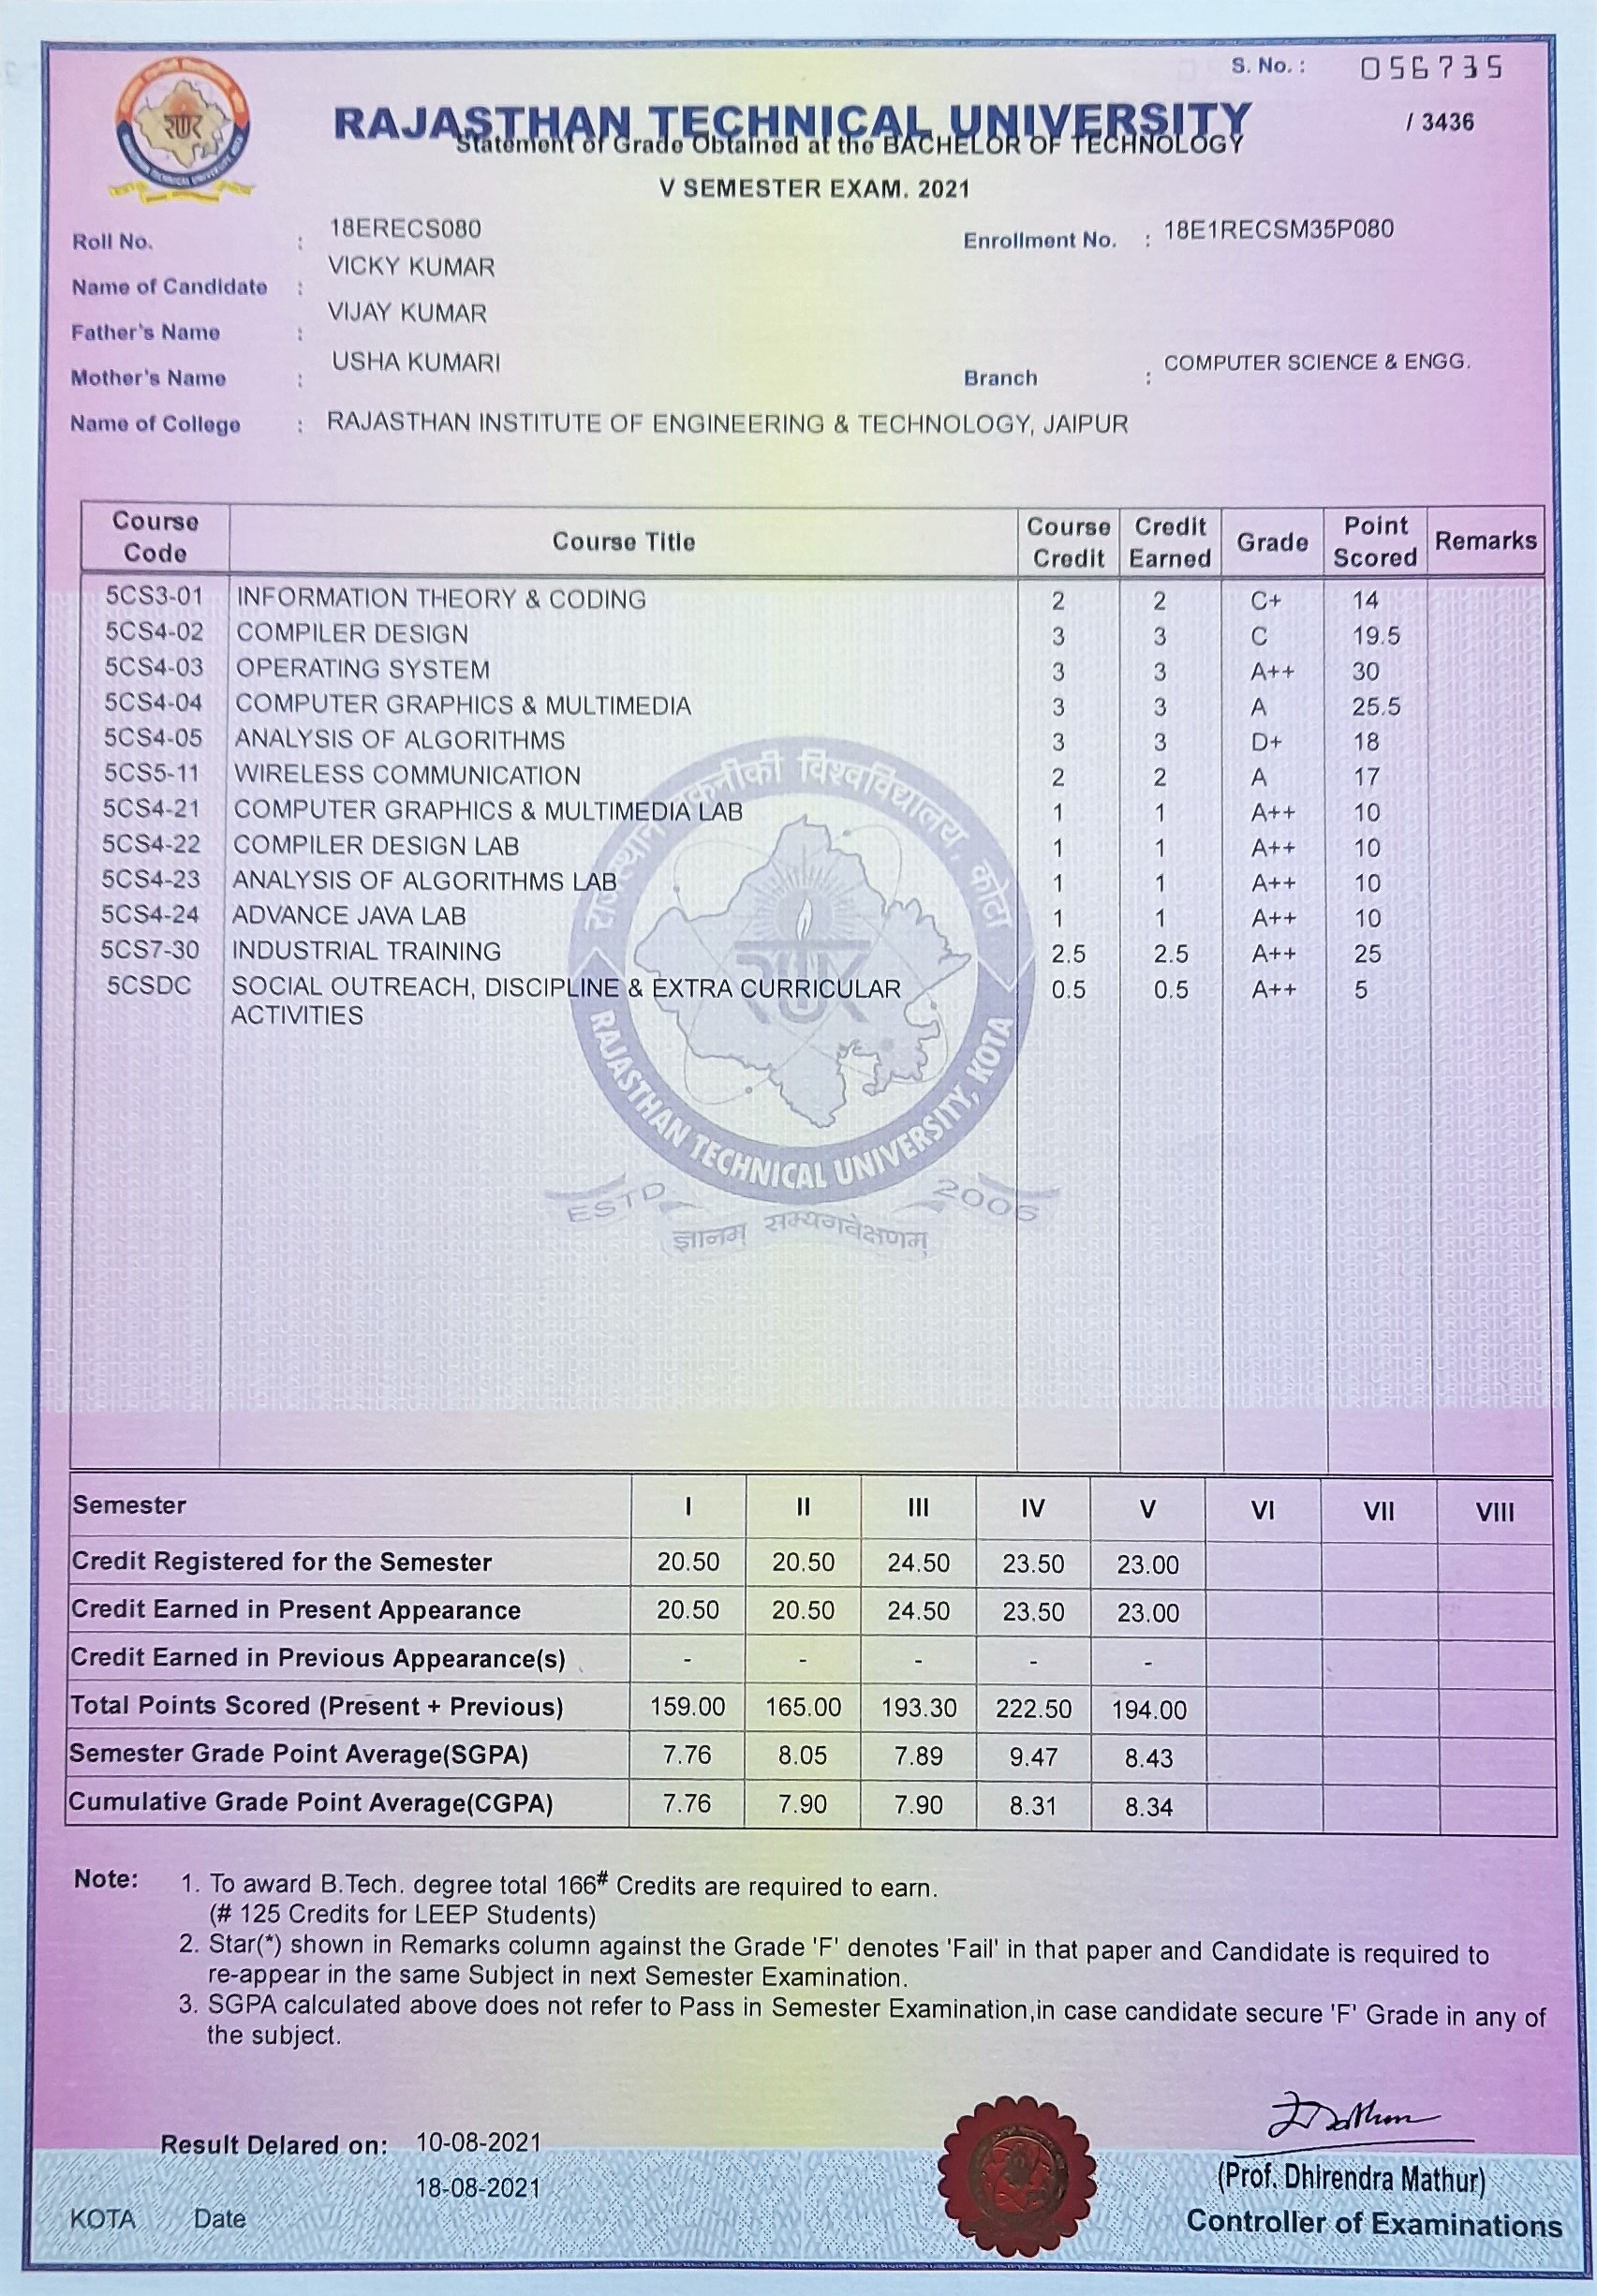 S. No. : 056735
RAJASTHAN TECHNICAL UNIVERSITY
/ 3436
Statement of Grade Obtained at the BACHELOR OF TECHNOLOGY
V SEMESTER EXAM. 2021
Roll No. : 18ERECS080 Enrollment No. : 18E1RECSM35P080
Name of Candidate : VICKY KUMAR
Father's Name : VIJAY KUMAR
Mother's Name : USHA KUMARI Branch : COMPUTER SCIENCE & ENGG.
Name of College : RAJASTHAN INSTITUTE OF ENGINEERING & TECHNOLOGY, JAIPUR
Course Code Course Title Course Credit Credit Earned Grade Point Scored Remarks
5CS3-01 INFORMATION THEORY & CODING 2 2 C+ 14
5CS4-02 COMPILER DESIGN 3 3 C 19.5
5CS4-03 OPERATING SYSTEM 3 3 A++ 30
5CS4-04 COMPUTER GRAPHICS & MULTIMEDIA 3 3 A 25.5
5CS4-05 ANALYSIS OF ALGORITHMS 3 3 D+ 18
5CS5-11 WIRELESS COMMUNICATION 2 2 A 17
5CS4-21 COMPUTER GRAPHICS & MULTIMEDIA LAB 1 1 A++ 10
5CS4-22 COMPILER DESIGN LAB 1 1 A++ 10
5CS4-23 ANALYSIS OF ALGORITHMS LAB 1 1 A++ 10
5CS4-24 ADVANCE JAVA LAB 1 1 A++ 10
5CS7-30 INDUSTRIAL TRAINING 2.5 2.5 A++ 25
5CSDC SOCIAL OUTREACH, DISCIPLINE & EXTRA CURRICULAR 0.5 0.5 A++ 5
ACTIVITIES
राजस्थान तकनीकी विश्वविद्यालय, कोटा
RAJASTHAN TECHNICAL UNIVERSITY, KOTA
ESTD 2006
ज्ञानम् सम्यगवेक्षणम्
Semester I II III IV V VI VII VIII
Credit Registered for the Semester 20.50 20.50 24.50 23.50 23.00
Credit Earned in Present Appearance 20.50 20.50 24.50 23.50 23.00
Credit Earned in Previous Appearance(s) - - - - -
Total Points Scored (Present + Previous) 159.00 165.00 193.30 222.50 194.00
Semester Grade Point Average(SGPA) 7.76 8.05 7.89 9.47 8.43
Cumulative Grade Point Average(CGPA) 7.76 7.90 7.90 8.31 8.34
Note: 1. To award B.Tech. degree total 166# Credits are required to earn.
(# 125 Credits for LEEP Students)
2. Star(*) shown in Remarks column against the Grade 'F' denotes 'Fail' in that paper and Candidate is required to
re-appear in the same Subject in next Semester Examination.
3. SGPA calculated above does not refer to Pass in Semester Examination,in case candidate secure 'F' Grade in any of
the subject.
Result Delared on: 10-08-2021
18-08-2021
KOTA Date
(Prof. Dhirendra Mathur)
Controller of Examinations